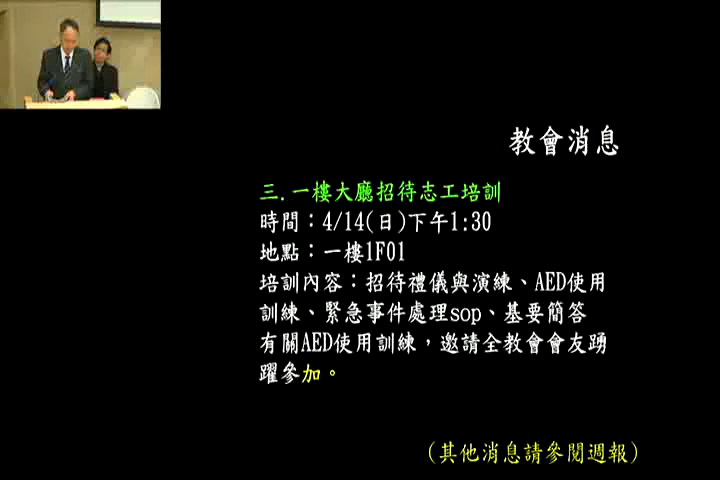 教會消息
三.一樓大廳招待志工培訓
時間：4/14(日)下午1:30
地點：一樓1F01
培訓內容：招待禮儀與演練、AED使用
訓練、緊急事件處理sop、基要簡答
有關AED使用訓練，邀請全教會會友踴
躍參加。
(其他消息請參閱週報)